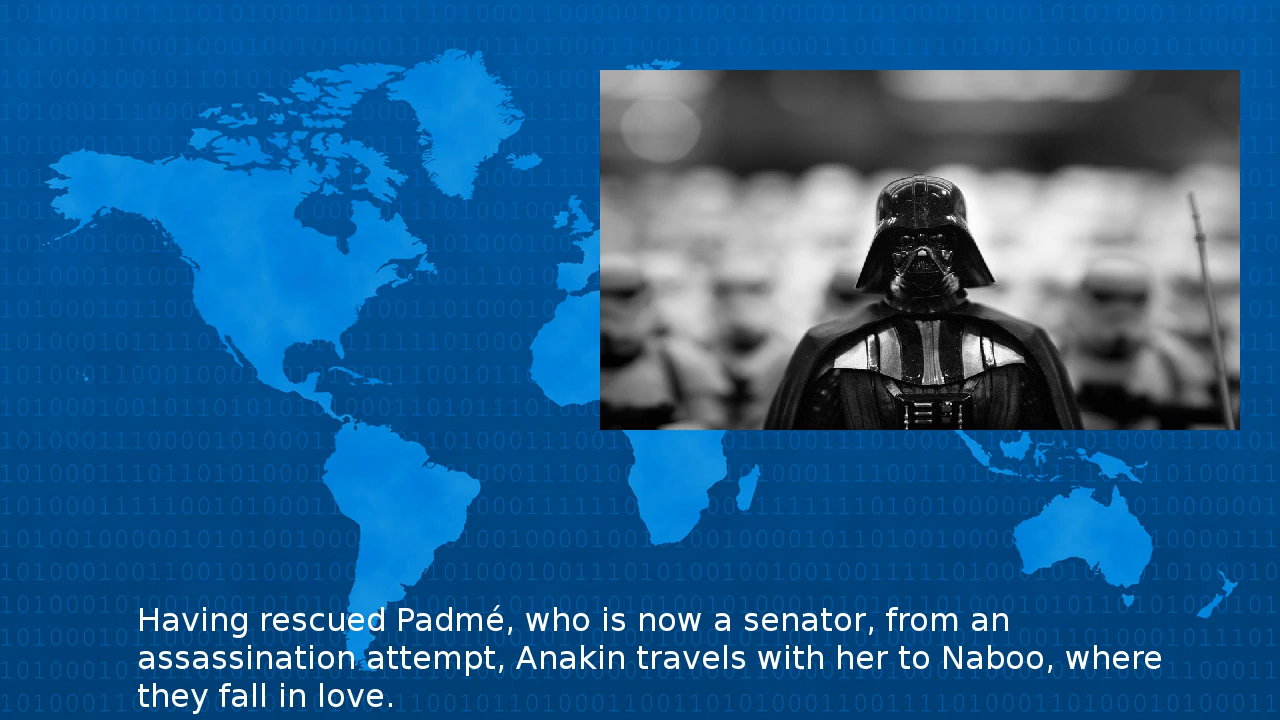 Having rescued Padmé, who is now a senator, from an
assassination attempt, Anakin travels with her to Naboo, where
they fall in love.